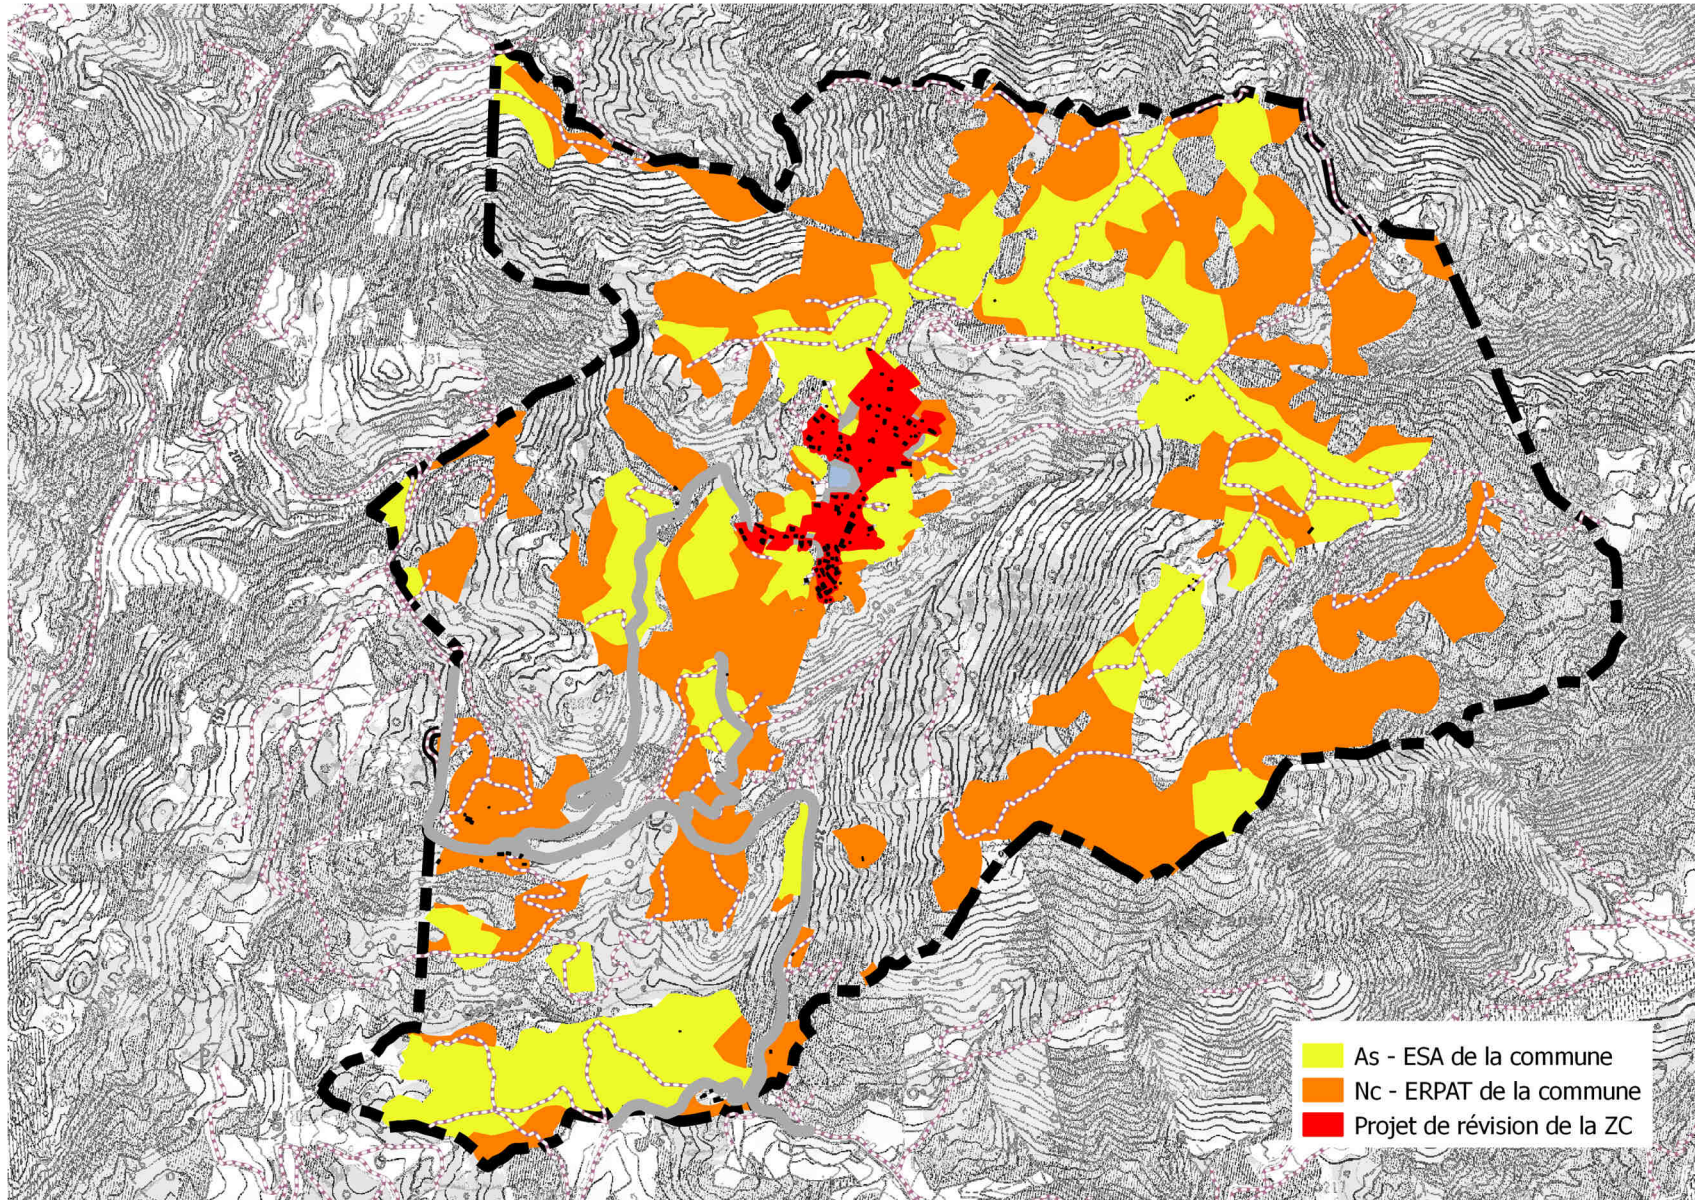 As - ESA de la commune
Nc - ERPAT de la commune
Projet de révision de la ZC